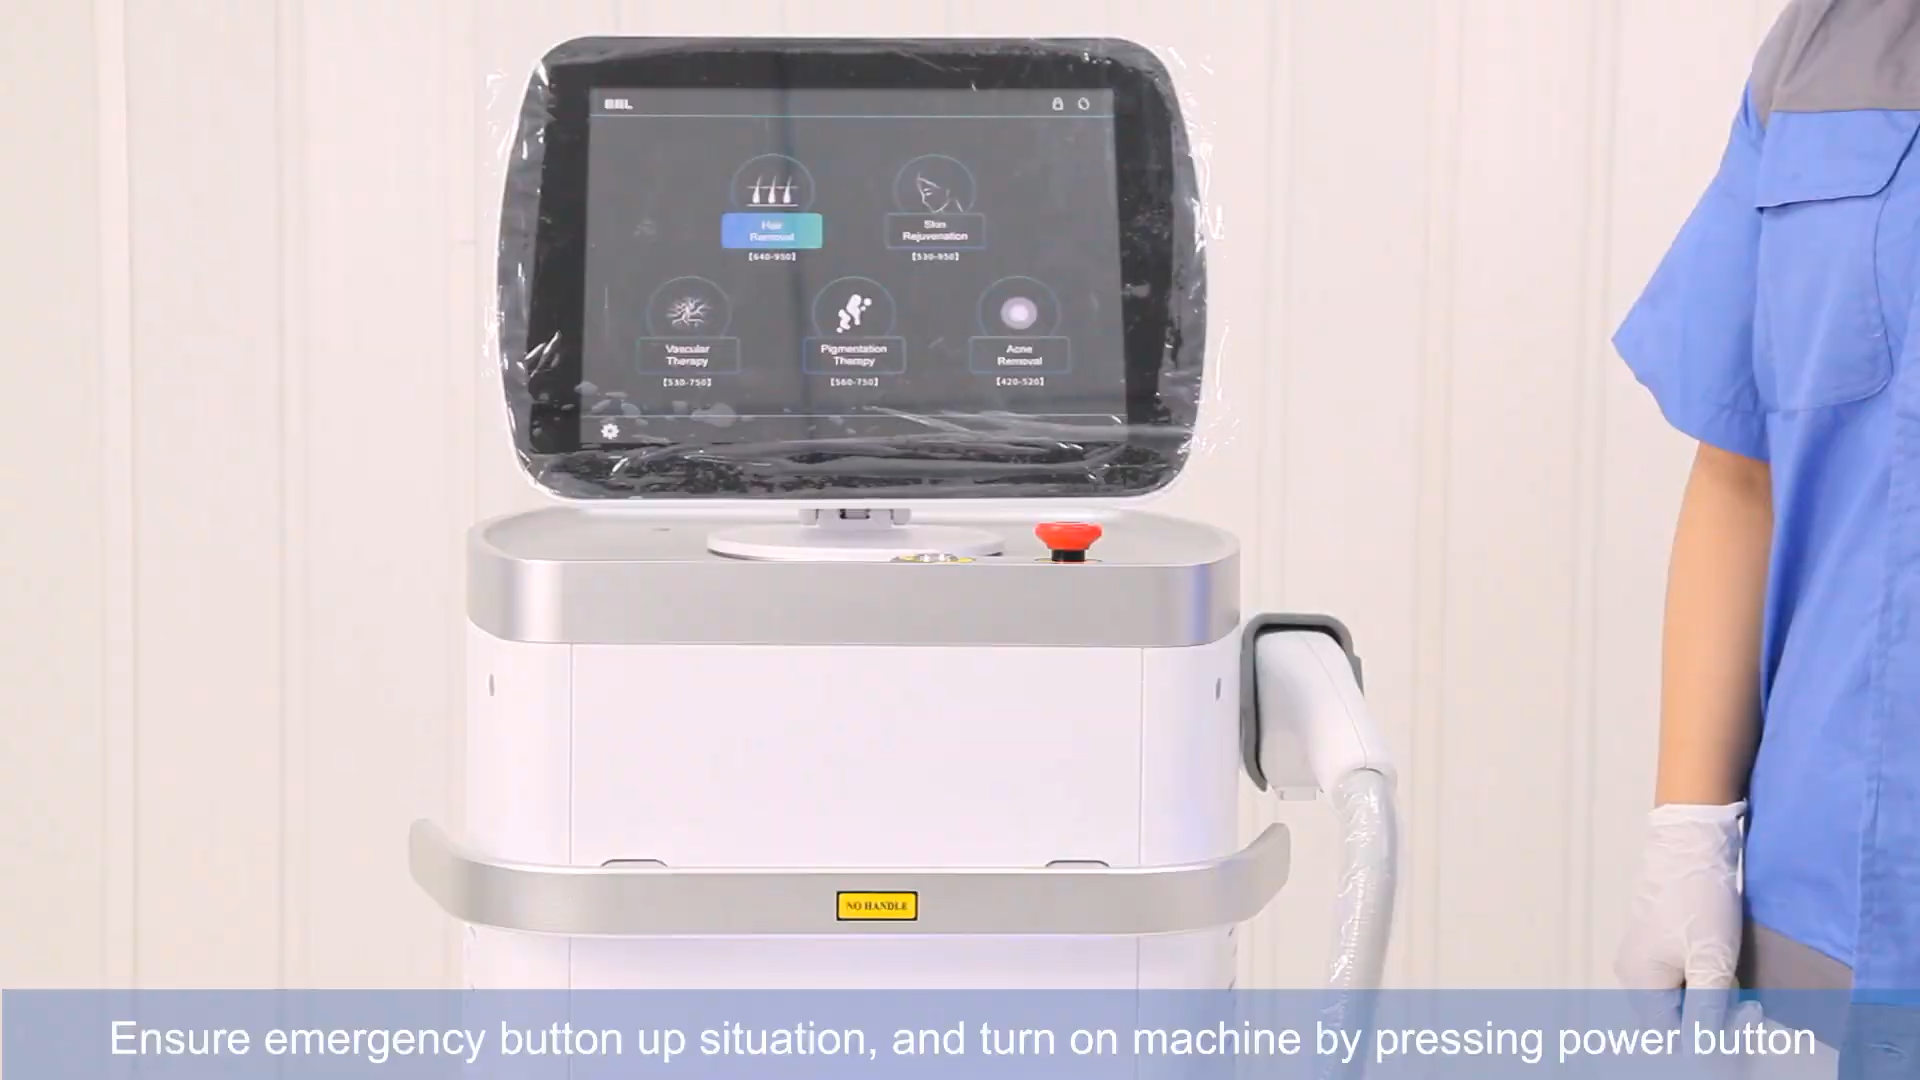 BBL
Hair
Removal
【640-950】
Skin
Rejuvenation
【530-950】
Vascular
Therapy
【530-750】
Pigmentation
Therapy
【560-750】
Acne
Removal
【420-520】
NO HANDLE
Ensure emergency button up situation, and turn on machine by pressing power button